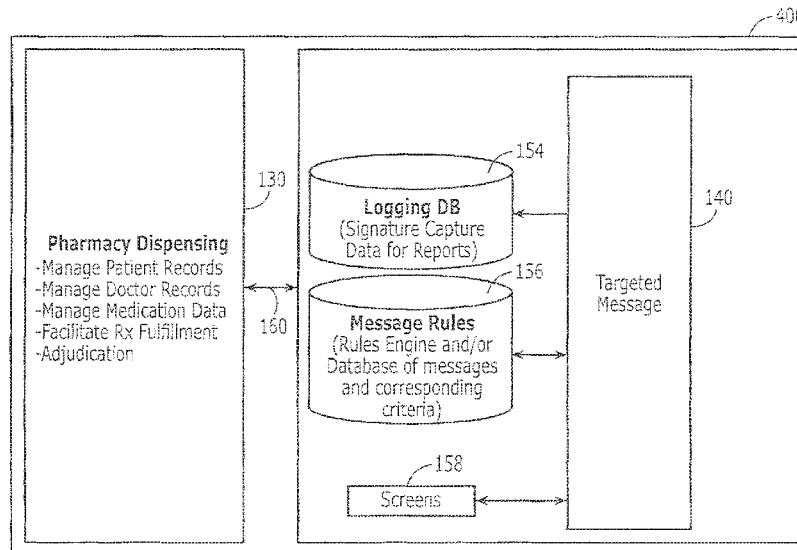 400
130
Pharmacy Dispensing
-Manage Patient Records
-Manage Doctor Records
-Manage Medication Data
-Facilitate Rx Fulfillment
-Adjudication
160
154
Logging DB
(Signature Capture
Data for Reports)
156
Message Rules
(Rules Engine and/or
Database of messages
and corresponding
criteria)
158
Screens
140
Targeted
Message